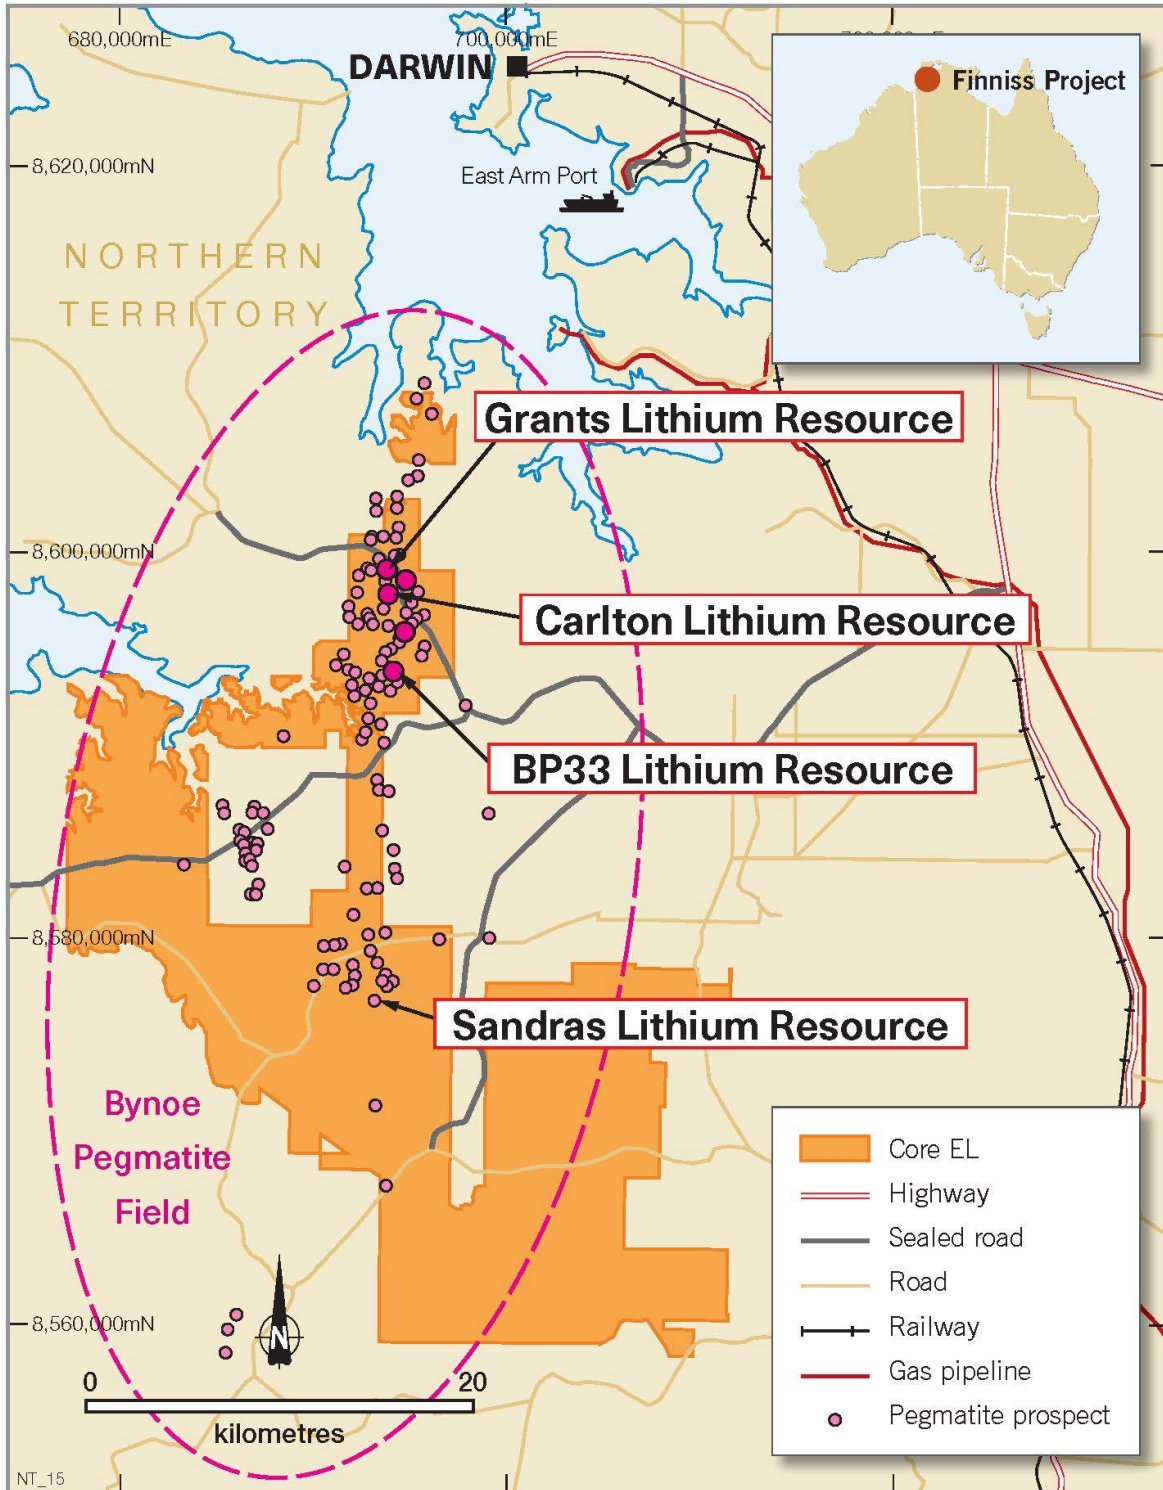 680,000mE
700,000mE
DARWIN
Finniss Project
8,620,000mN
East Arm Port
NORTHERN
TERRITORY
Grants Lithium Resource
8,600,000mN
Carlton Lithium Resource
BP33 Lithium Resource
8,580,000mN
Sandras Lithium Resource
Bynoe
Pegmatite
Field
Core EL
Highway
Sealed road
Road
Railway
Gas pipeline
Pegmatite prospect
8,560,000mN
N
0 20
kilometres
NT_15